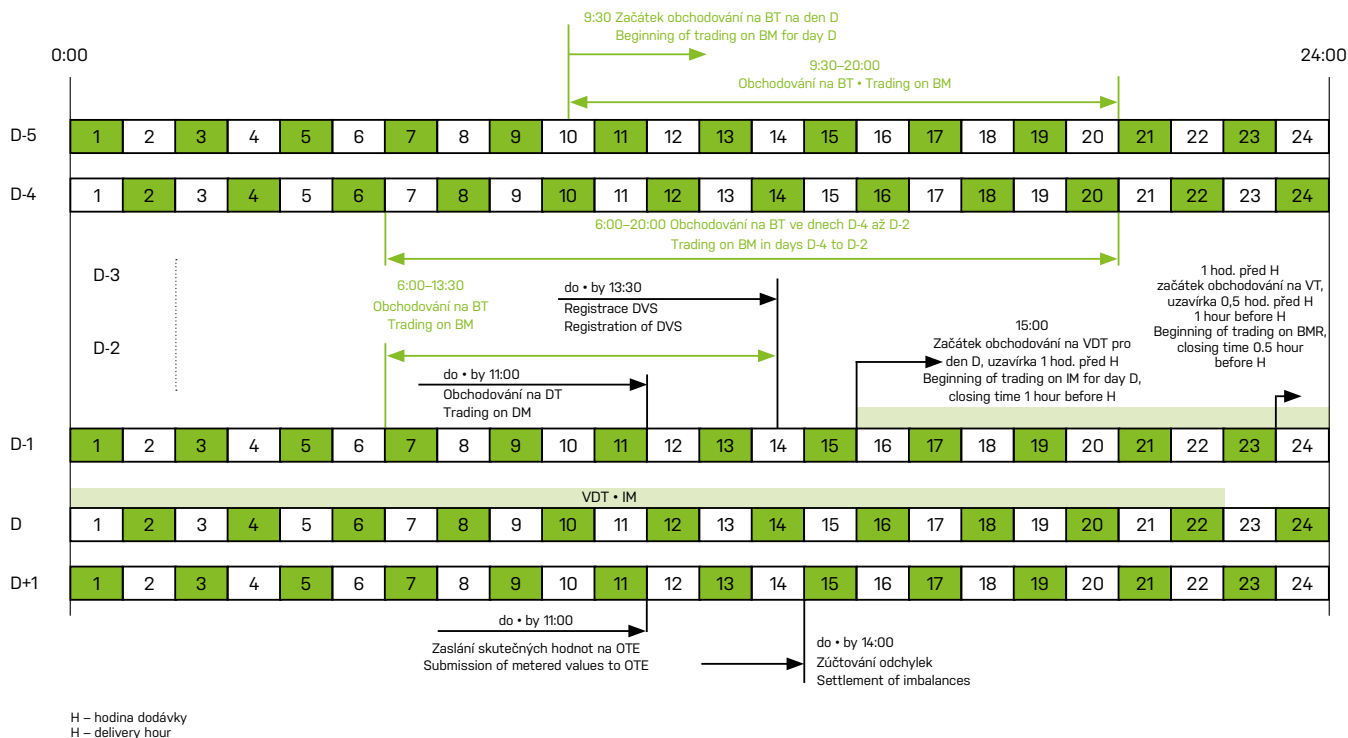 9:30 Začátek obchodování na BT na den D
Beginning of trading on BM for day D
0:00
24:00
9:30–20:00
Obchodování na BT • Trading on BM
D-5
1 2 3 4 5 6 7 8 9 10 11 12 13 14 15 16 17 18 19 20 21 22 23 24
D-4
1 2 3 4 5 6 7 8 9 10 11 12 13 14 15 16 17 18 19 20 21 22 23 24
6:00–20:00 Obchodování na BT ve dnech D-4 až D-2
Trading on BM in days D-4 to D-2
D-3
D-2
6:00–13:30
Obchodování na BT
Trading on BM
do • by 13:30
Registrace DVS
Registration of DVS
do • by 11:00
Obchodování na DT
Trading on DM
15:00
Začátek obchodování na VDT pro
den D, uzavírka 1 hod. před H
Beginning of trading on IM for day D,
closing time 1 hour before H
1 hod. před H
začátek obchodování na VT,
uzavírka 0,5 hod. před H
1 hour before H
Beginning of trading on BMR,
closing time 0.5 hour
before H
D-1
1 2 3 4 5 6 7 8 9 10 11 12 13 14 15 16 17 18 19 20 21 22 23 24
VDT • IM
D
1 2 3 4 5 6 7 8 9 10 11 12 13 14 15 16 17 18 19 20 21 22 23 24
D+1
1 2 3 4 5 6 7 8 9 10 11 12 13 14 15 16 17 18 19 20 21 22 23 24
do • by 11:00
Zaslání skutečných hodnot na OTE
Submission of metered values to OTE
do • by 14:00
Zúčtování odchylek
Settlement of imbalances
H – hodina dodávky
H – delivery hour